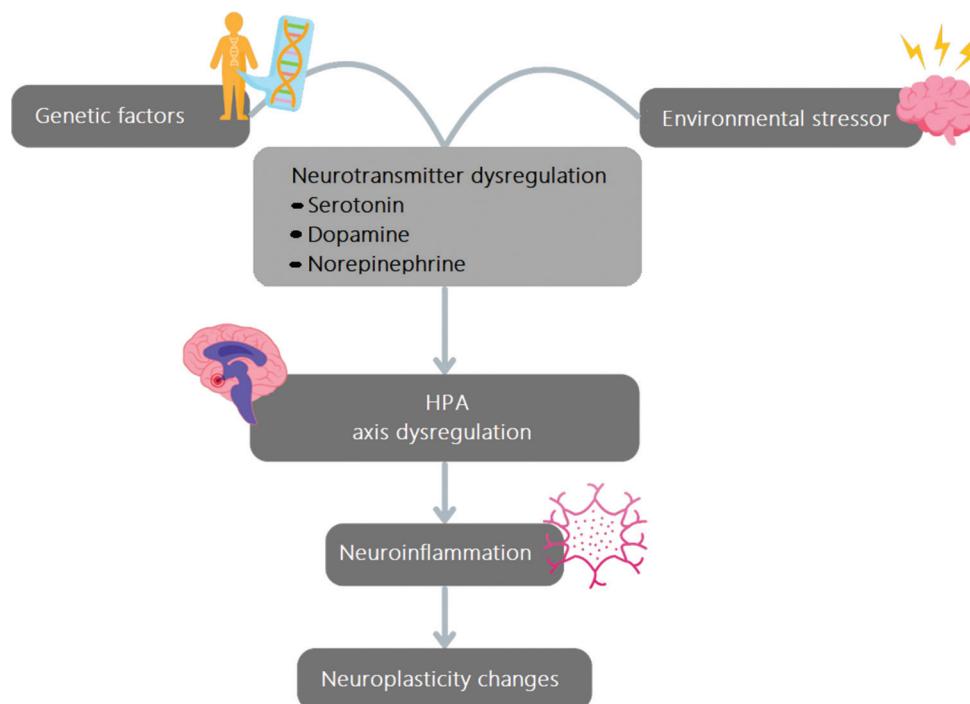 Genetic factors
Environmental stressor
Neurotransmitter dysregulation
- Serotonin
- Dopamine
- Norepinephrine
HPA
axis dysregulation
Neuroinflammation
Neuroplasticity changes